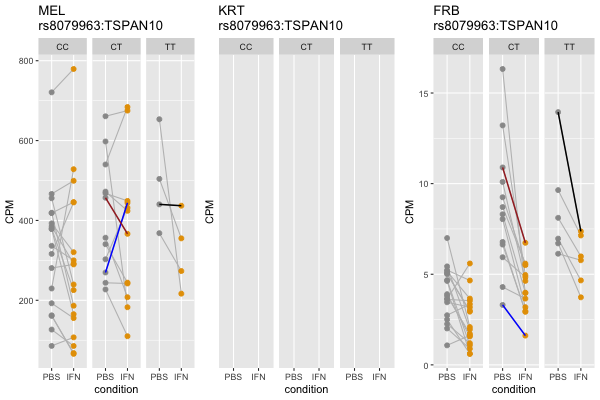 MEL
rs8079963:TSPAN10
CC CT TT
800
600
400
200
CPM
PBS IFN PBS IFN PBS IFN
condition
KRT
rs8079963:TSPAN10
CC CT TT
CPM
PBS IFN PBS IFN PBS IFN
condition
FRB
rs8079963:TSPAN10
CC CT TT
15
10
5
0
CPM
PBS IFN PBS IFN PBS IFN
condition